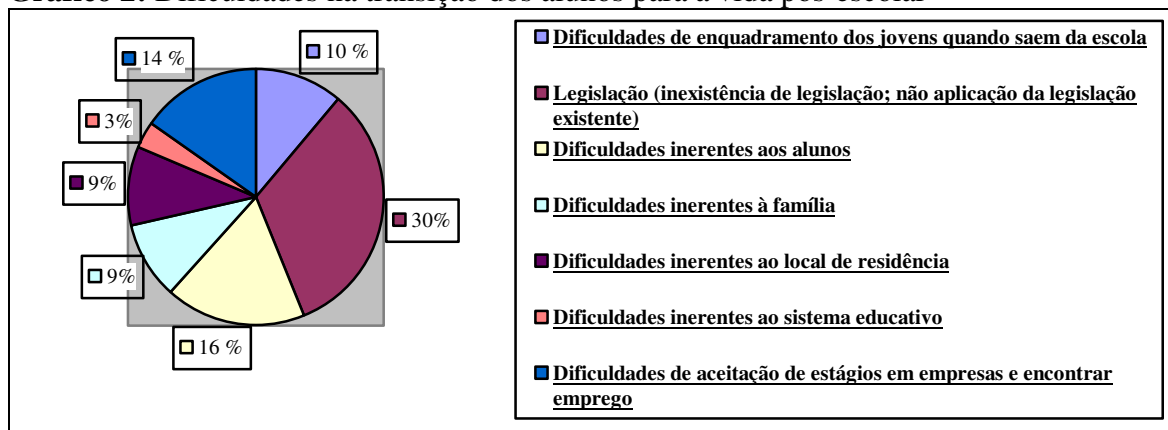 Gráfico 2: Dificuldades na transição dos alunos para a vida pós-escolar
14 %
10 %
3%
9%
30%
9%
16 %
Dificuldades de enquadramento dos jovens quando saem da escola
Legislação (inexistência de legislação; não aplicação da legislação
existente)
Dificuldades inerentes aos alunos
Dificuldades inerentes à família
Dificuldades inerentes ao local de residência
Dificuldades inerentes ao sistema educativo
Dificuldades de aceitação de estágios em empresas e encontrar
emprego